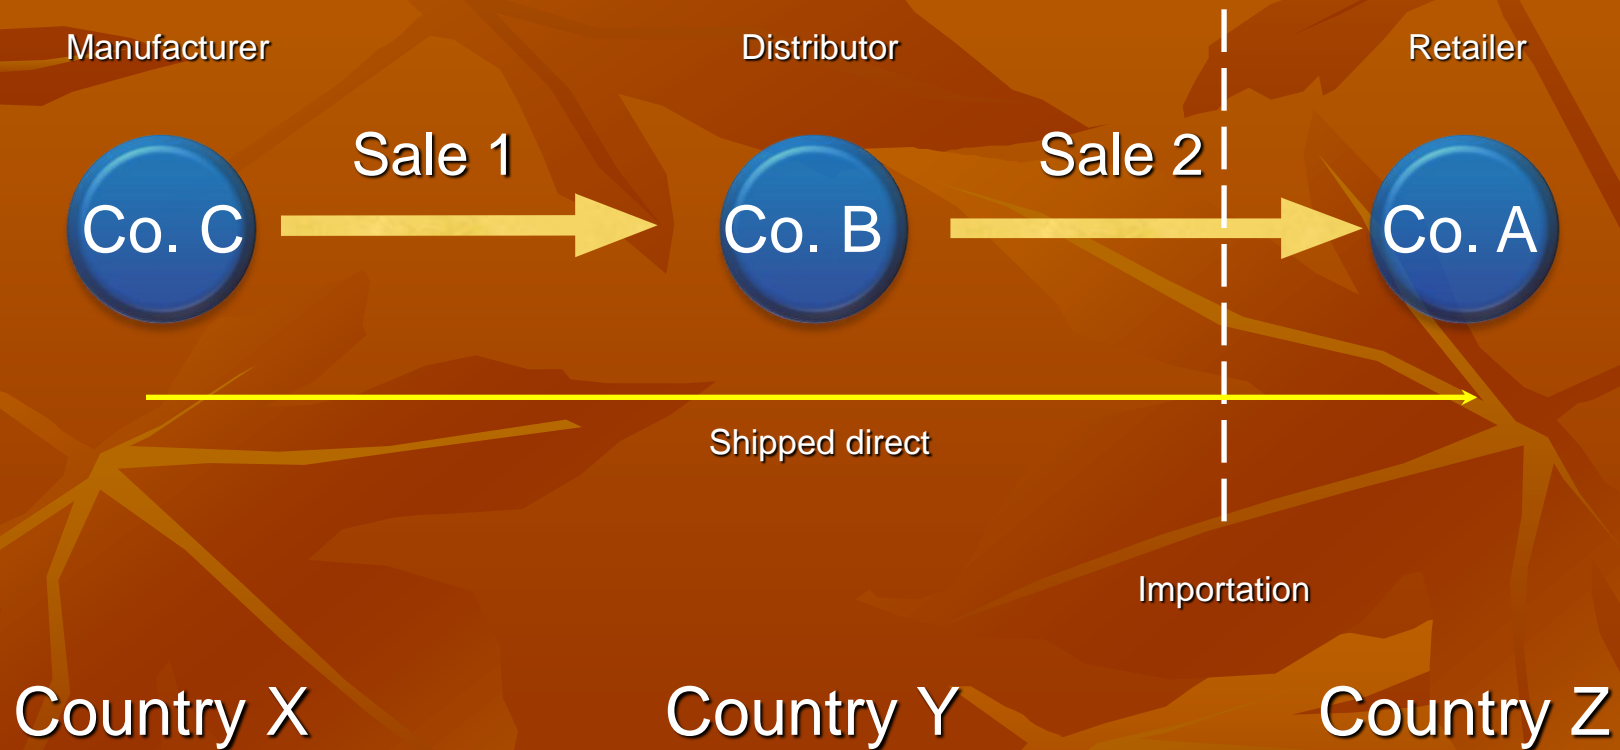 Manufacturer
Distributor
Retailer
Sale 1
Sale 2
Co. C
Co. B
Co. A
Shipped direct
Importation
Country X
Country Y
Country Z